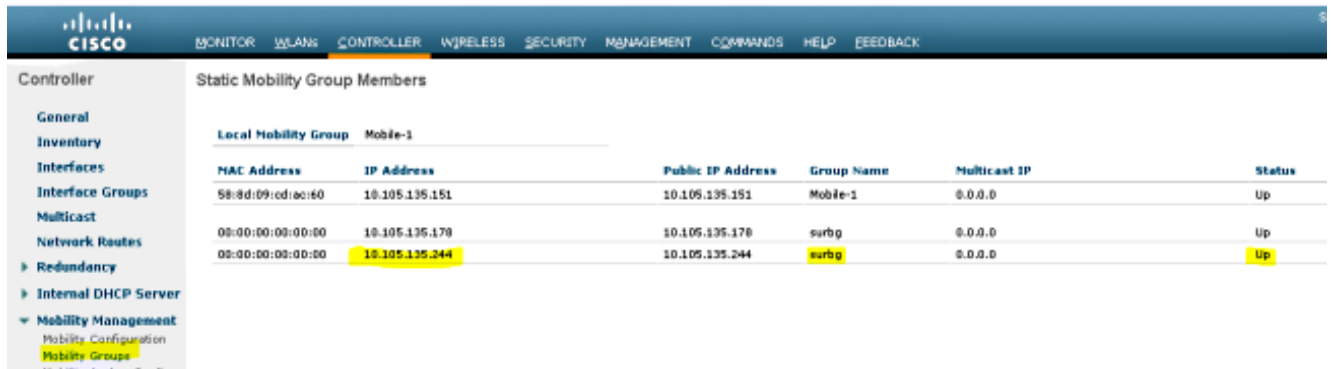 S
CISCO
MONITOR WLANs CONTROLLER WIRELESS SECURITY MANAGEMENT COMMANDS HELP FEEDBACK
Controller
Static Mobility Group Members
General
Inventory
Interfaces
Interface Groups
Multicast
Network Routes
Redundancy
Internal DHCP Server
Mobility Management
Mobility Configuration
Mobility Groups
Local Mobility Group Mobile-1
MAC Address IP Address Public IP Address Group Name Multicast IP Status
58:8d:09:cd:ac:60 10.105.135.151 10.105.135.151 Mobile-1 0.0.0.0 Up
00:00:00:00:00:00 10.105.135.178 10.105.135.178 surbg 0.0.0.0 Up
00:00:00:00:00:00 10.105.135.244 10.105.135.244 surbg 0.0.0.0 Up